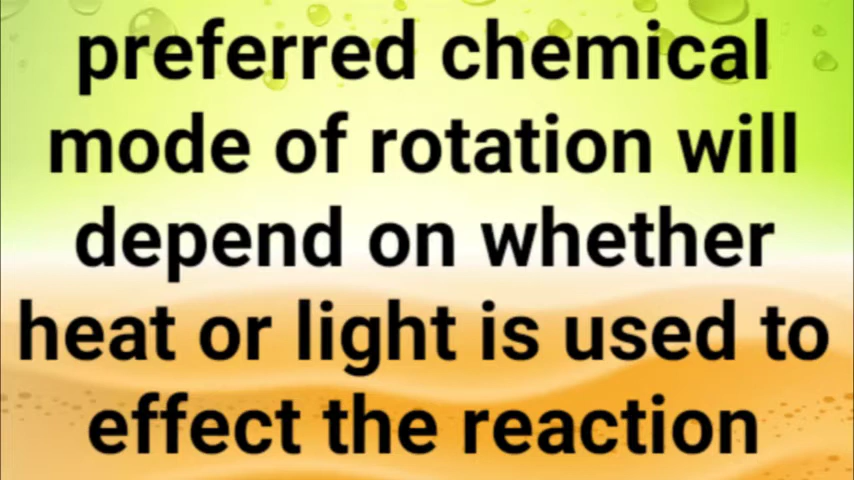 preferred chemical
mode of rotation will
depend on whether
heat or light is used to
effect the reaction